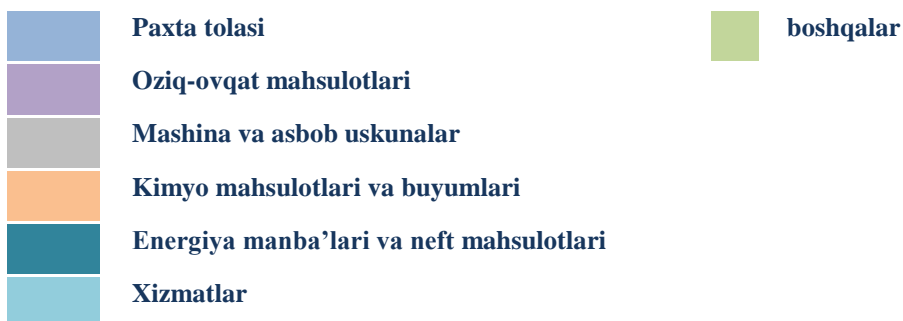 Paxta tolasi
boshqalar
Oziq-ovqat mahsulotlari
Mashina va asbob uskunalar
Kimyo mahsulotlari va buyumlari
Energiya manba’lari va neft mahsulotlari
Xizmatlar